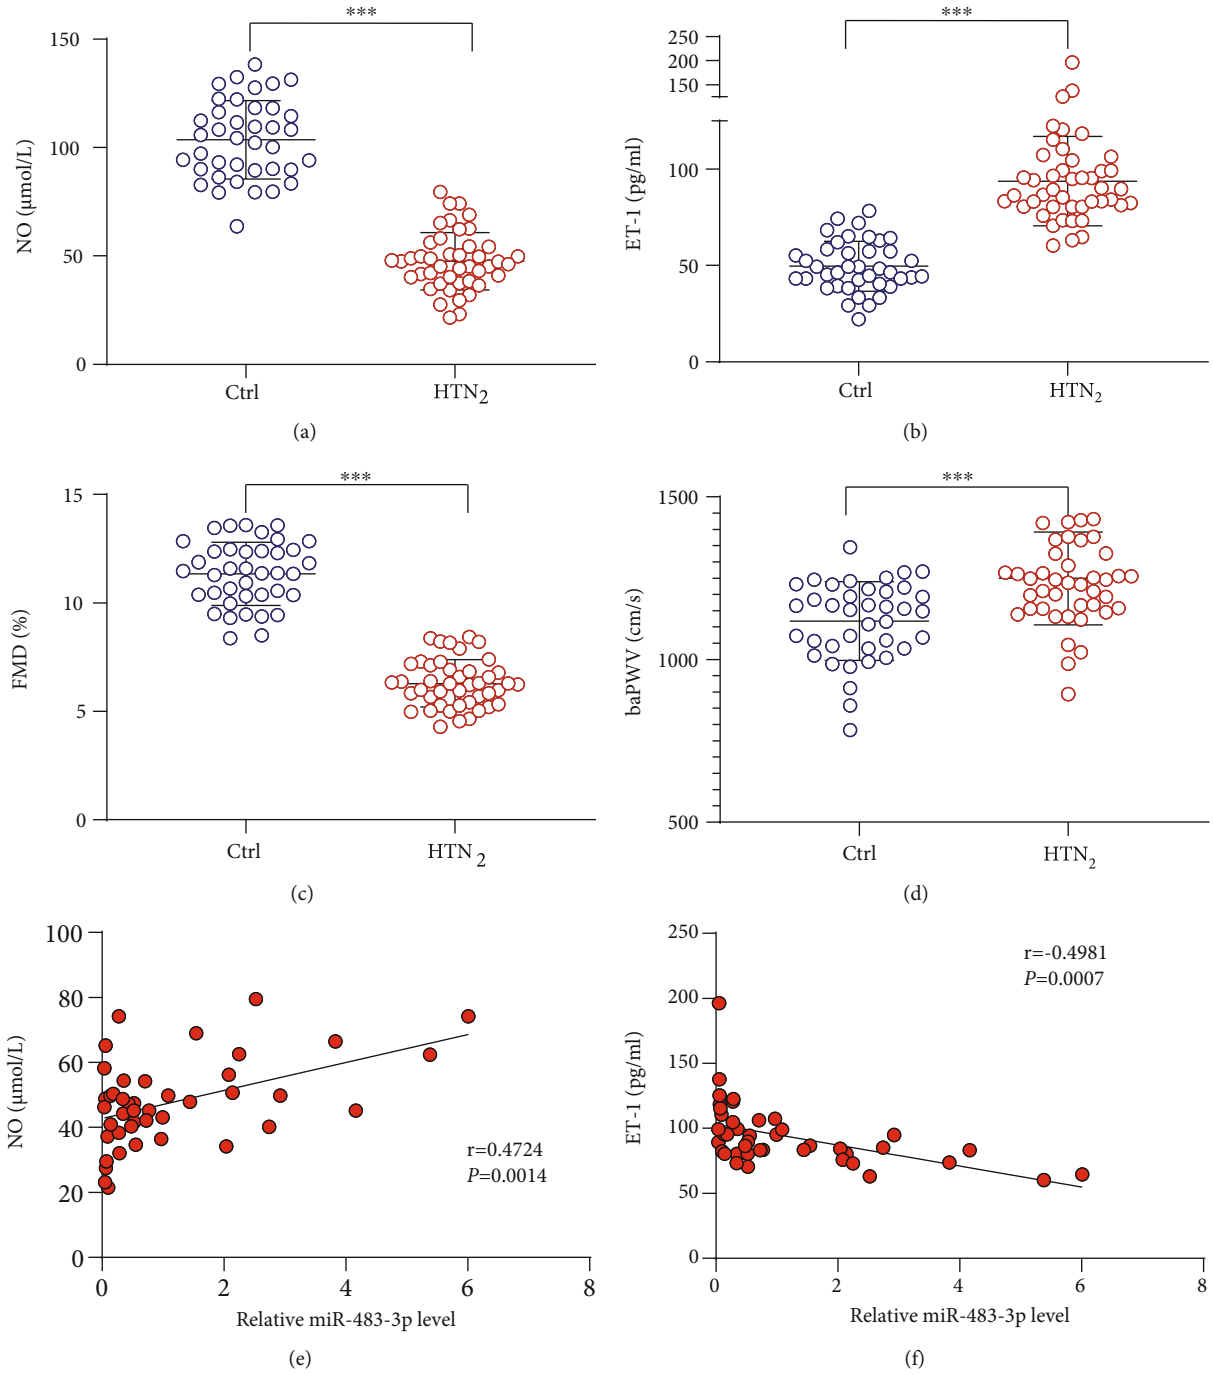 ***
NO (μmol/L)
150
100
50
0
Ctrl
HTN2
(a)
***
ET-1 (pg/ml)
250
200
150
100
50
0
Ctrl
HTN2
(b)
***
FMD (%)
15
10
5
0
Ctrl
HTN2
(c)
***
baPWV (cm/s)
1500
1000
500
Ctrl
HTN2
(d)
NO (μmol/L)
100
80
60
40
20
0
r=0.4724
P=0.0014
0 2 4 6 8
Relative miR-483-3p level
(e)
ET-1 (pg/ml)
250
200
150
100
50
0
r=-0.4981
P=0.0007
0 2 4 6 8
Relative miR-483-3p level
(f)